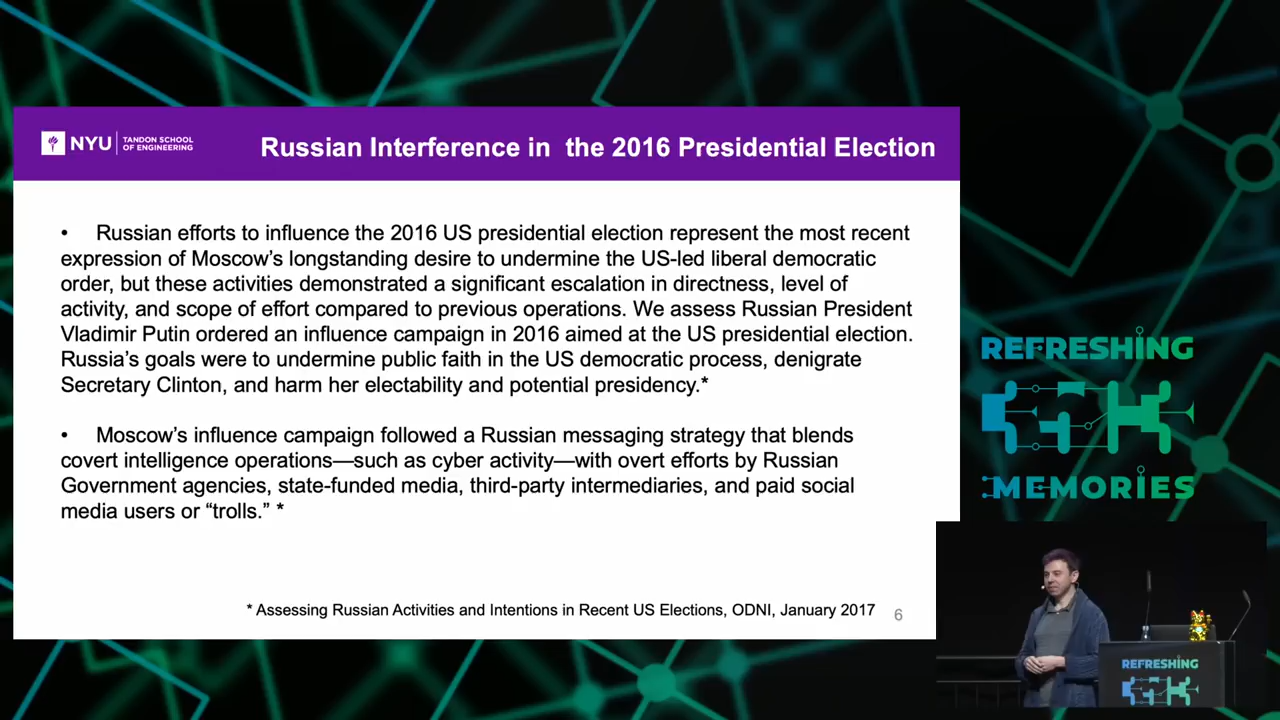 NYU
TANDON SCHOOL
OF ENGINEERING
Russian Interference in the 2016 Presidential Election
• Russian efforts to influence the 2016 US presidential election represent the most recent
expression of Moscow’s longstanding desire to undermine the US-led liberal democratic
order, but these activities demonstrated a significant escalation in directness, level of
activity, and scope of effort compared to previous operations. We assess Russian President
Vladimir Putin ordered an influence campaign in 2016 aimed at the US presidential election.
Russia’s goals were to undermine public faith in the US democratic process, denigrate
Secretary Clinton, and harm her electability and potential presidency.*
• Moscow’s influence campaign followed a Russian messaging strategy that blends
covert intelligence operations—such as cyber activity—with overt efforts by Russian
Government agencies, state-funded media, third-party intermediaries, and paid social
media users or “trolls.” *
* Assessing Russian Activities and Intentions in Recent US Elections, ODNI, January 2017
6
REFRESHING
MEMORIES
REFRESHING